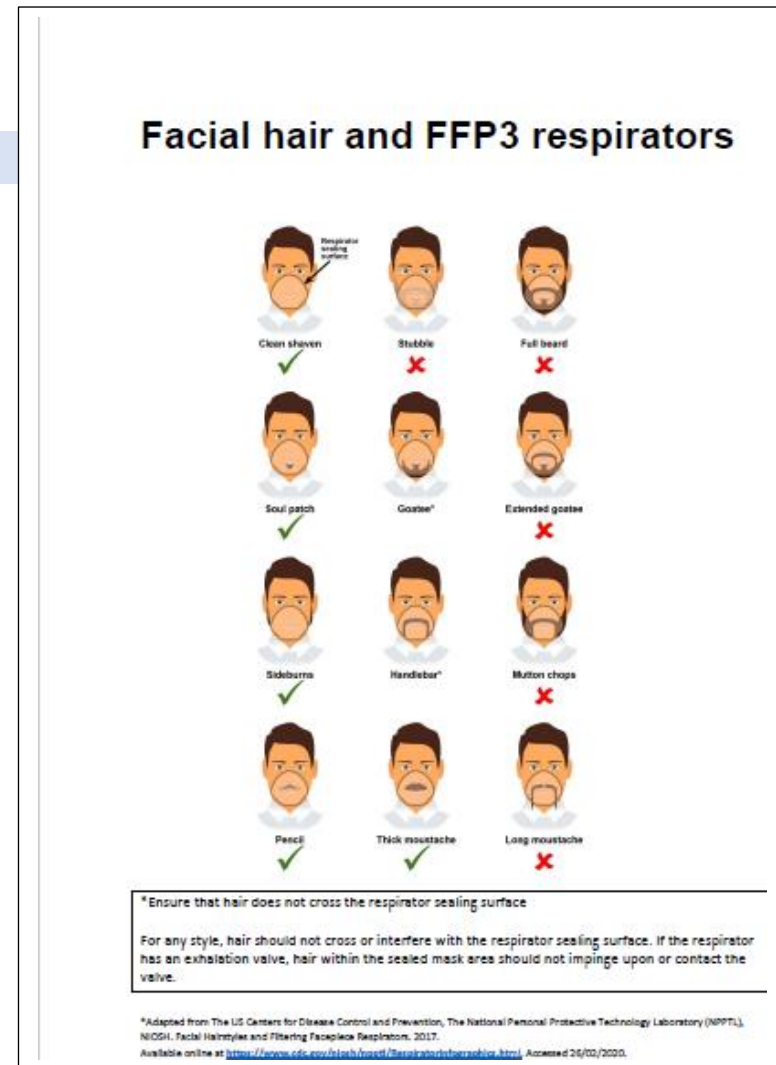 Facial hair and FFP3 respirators
Respirator
sealing
surface
Clean shaven Stubble Full beard
Soul patch Goatee* Extended goatee
Sideburns Handlebar* Mutton chops
Pencil Thick moustache Long moustache
*Ensure that hair does not cross the respirator sealing surface
For any style, hair should not cross or interfere with the respirator sealing surface. If the respirator
has an exhalation valve, hair within the sealed mask area should not impinge upon or contact the
valve.
*Adapted from The US Centers for Disease Control and Prevention, The National Personal Protective Technology Laboratory (NPPTL),
NIOSH. Facial Hairstyles and Filtering Facepiece Respirators. 2017.
Available online at https://www.cdc.gov/niosh/npptl/RespiratorInfographics.html. Accessed 26/02/2020.